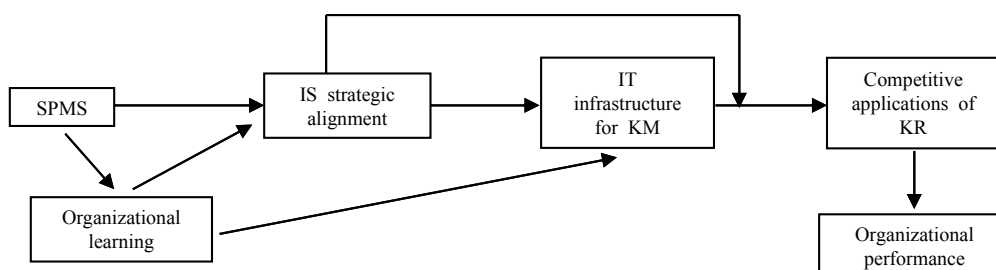 SPMS
IS strategic
alignment
IT
infrastructure
for KM
Competitive
applications of
KR
Organizational
learning
Organizational
performance